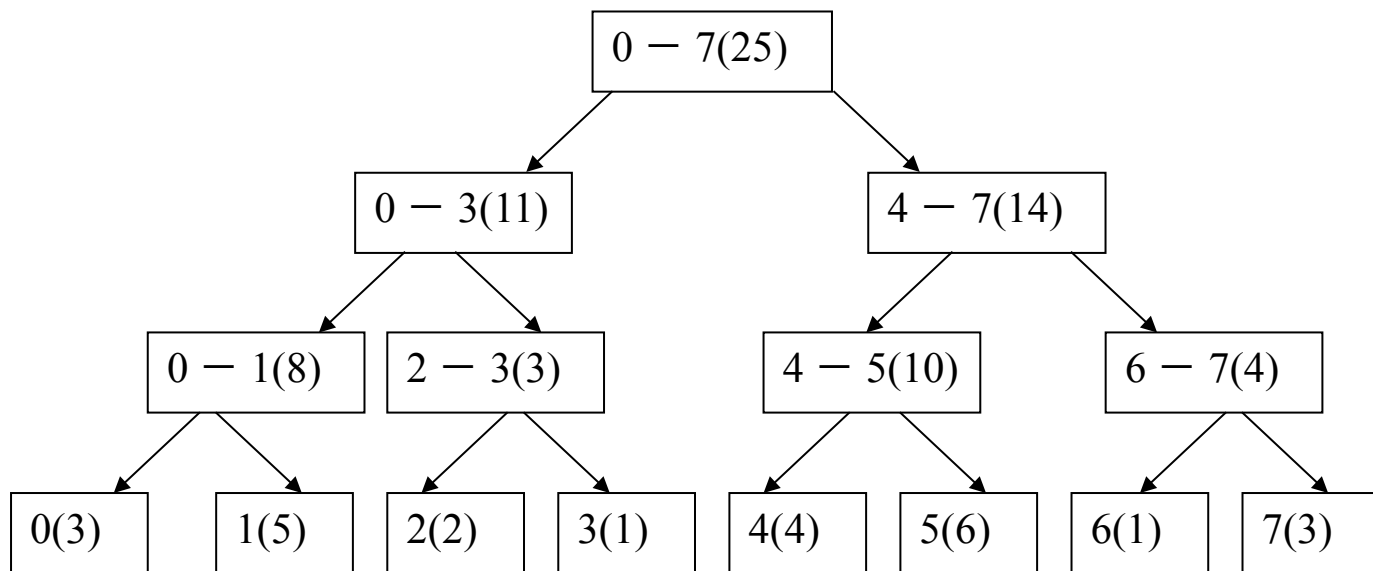 0 － 7(25)
0 － 3(11)
4 － 7(14)
0 － 1(8)
2 － 3(3)
4 － 5(10)
6 － 7(4)
0(3)
1(5)
2(2)
3(1)
4(4)
5(6)
6(1)
7(3)